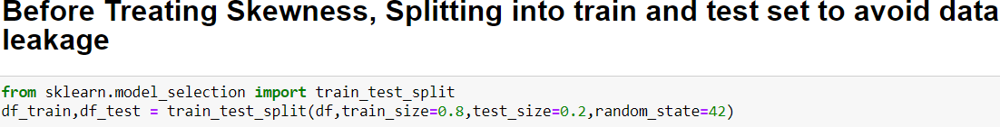 Before Treating Skewness, Splitting into train and test set to avoid data
leakage
from sklearn.model_selection import train_test_split
df_train,df_test = train_test_split(df,train_size=0.8,test_size=0.2,random_state=42)